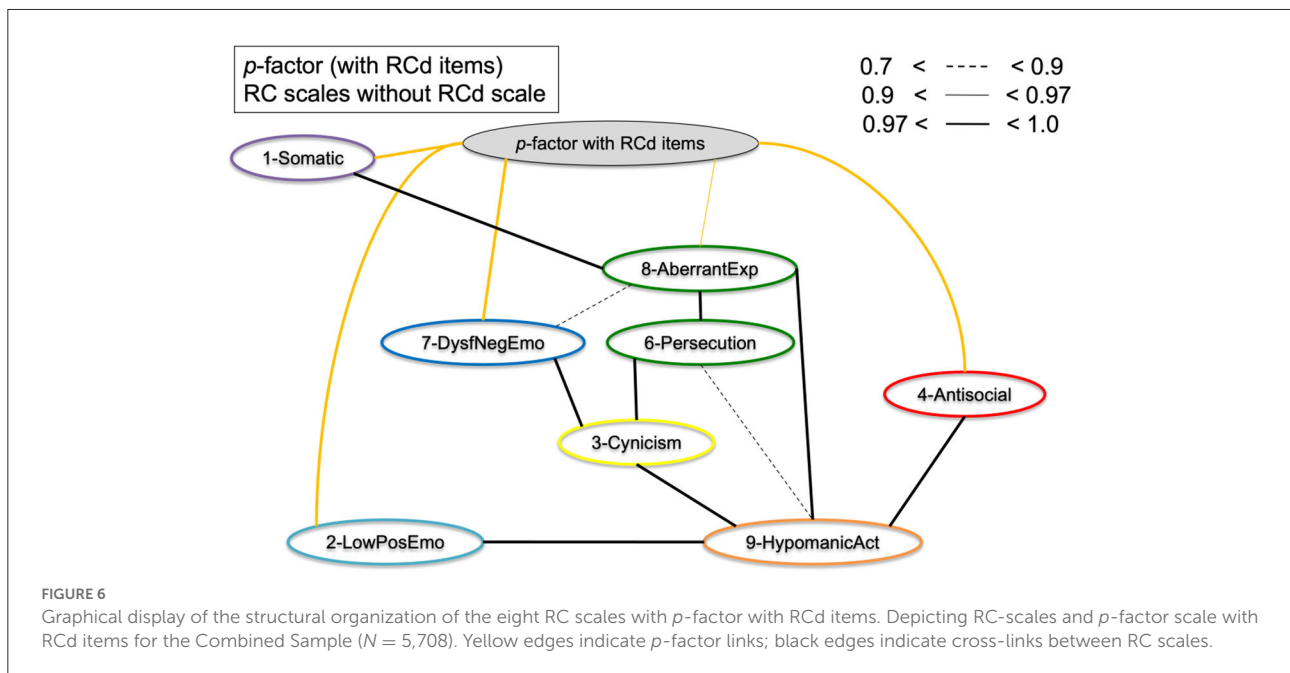 p-factor (with RCd items)
RC scales without RCd scale
0.7 < ---- < 0.9
0.9 < —— < 0.97
0.97 < —— < 1.0
p-factor with RCd items
1-Somatic
8-AberrantExp
7-DysfNegEmo
6-Persecution
4-Antisocial
3-Cynicism
2-LowPosEmo
9-HypomanicAct
FIGURE 6
Graphical display of the structural organization of the eight RC scales with p-factor with RCd items. Depicting RC-scales and p-factor scale with
RCd items for the Combined Sample (N = 5,708). Yellow edges indicate p-factor links; black edges indicate cross-links between RC scales.